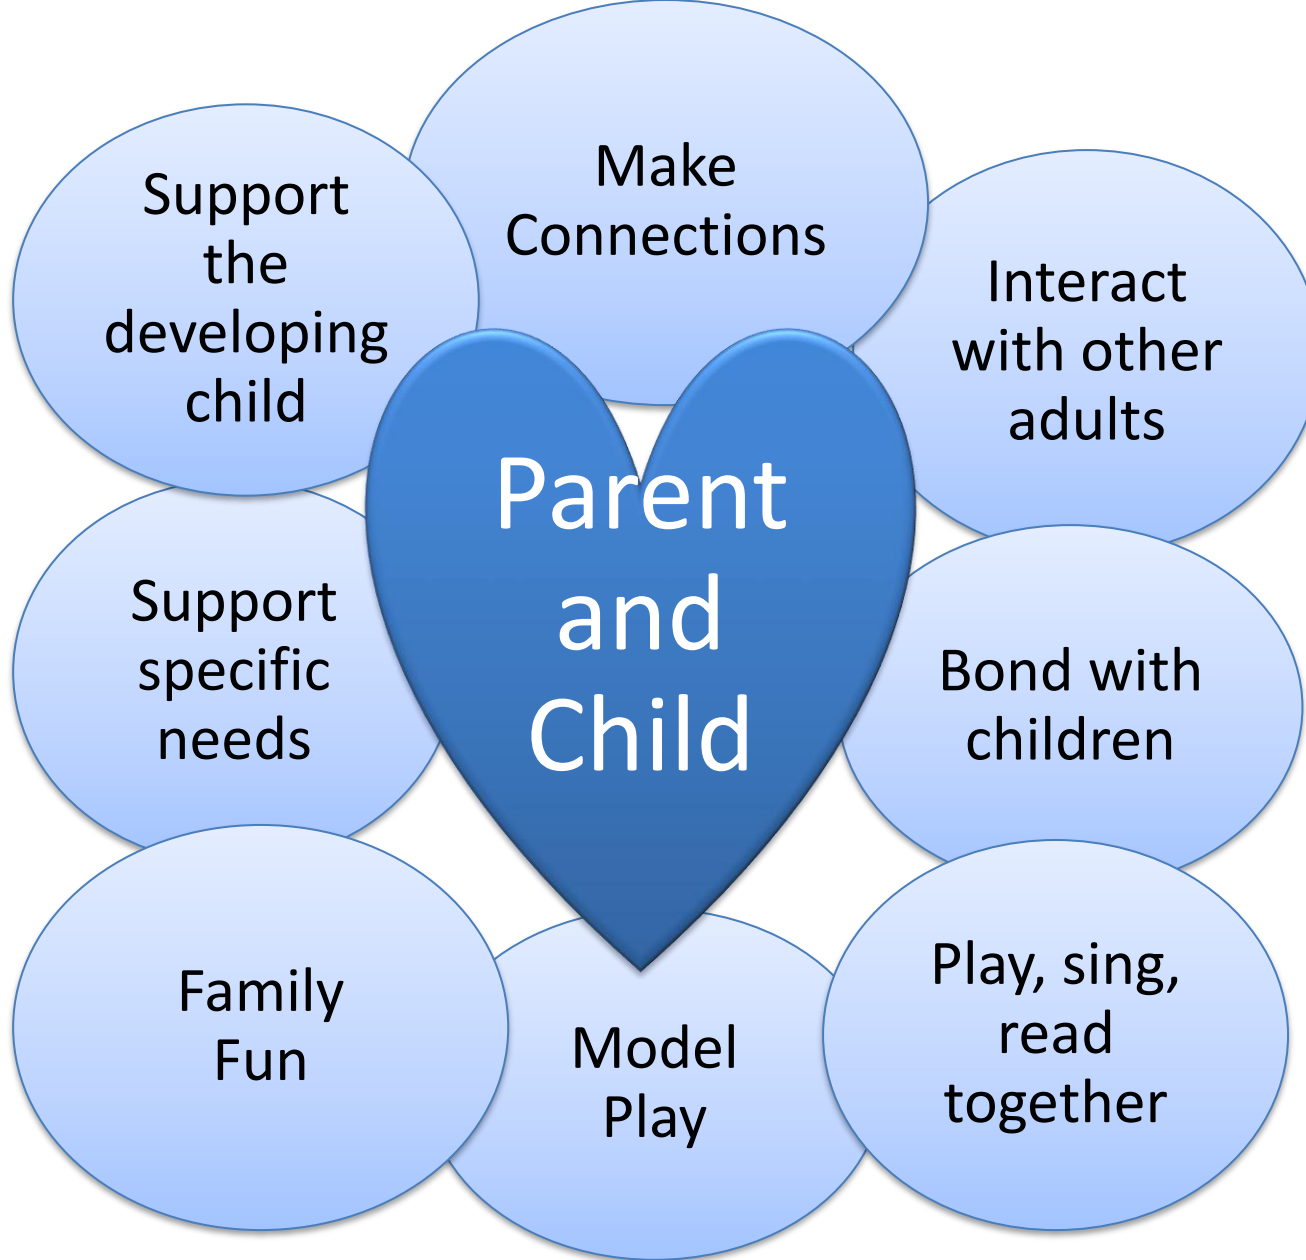 Make
Connections
Support
the
developing
child
Interact
with other
adults
Parent
and
Child
Support
specific
needs
Bond with
children
Family
Fun
Model
Play
Play, sing,
read
together